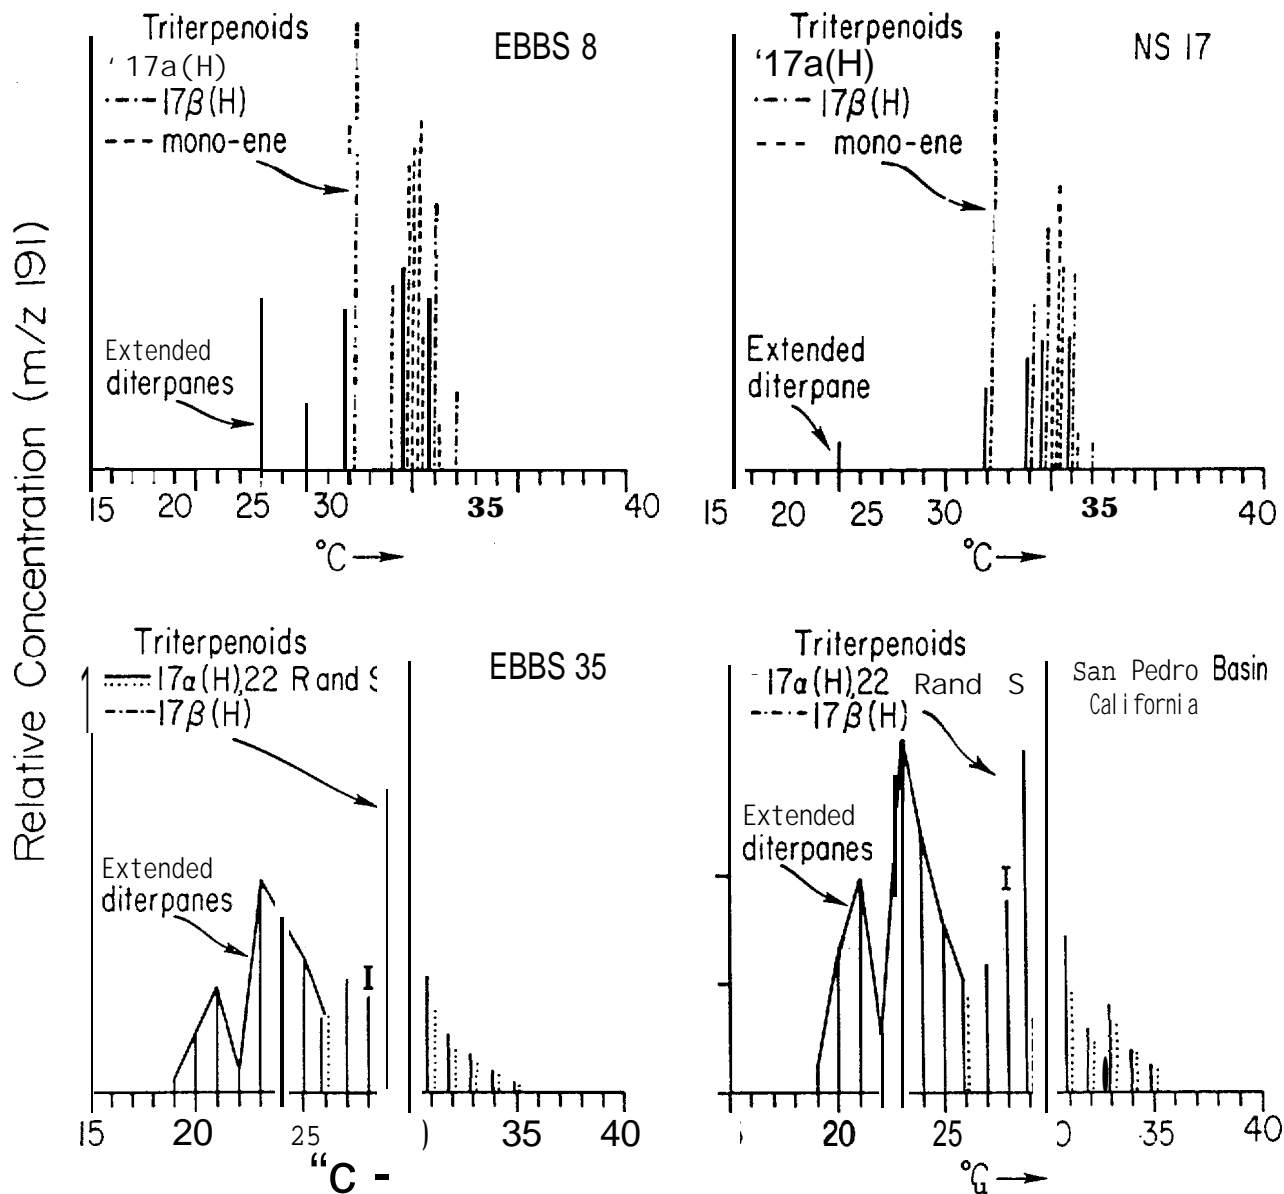 Relative Concentration (m/z 191)
Triterpenoids
' 17a(H)
17β(H)
mono-ene
EBBS 8
Extended
diterpanes
15 20 25 30 35 40
°C
Triterpenoids
'17a(H)
17β(H)
mono-ene
NS 17
Extended
diterpane
15 20 25 30 35 40
°C
Triterpenoids
17α(H),22 R and S
17β(H)
EBBS 35
Extended
diterpanes
I
15 20 25 ) 35 40
“C -
Triterpenoids
17α(H),22 Rand S
17β(H)
San Pedro Basin
California
Extended
diterpanes
I
20 25 0 35 40
°C